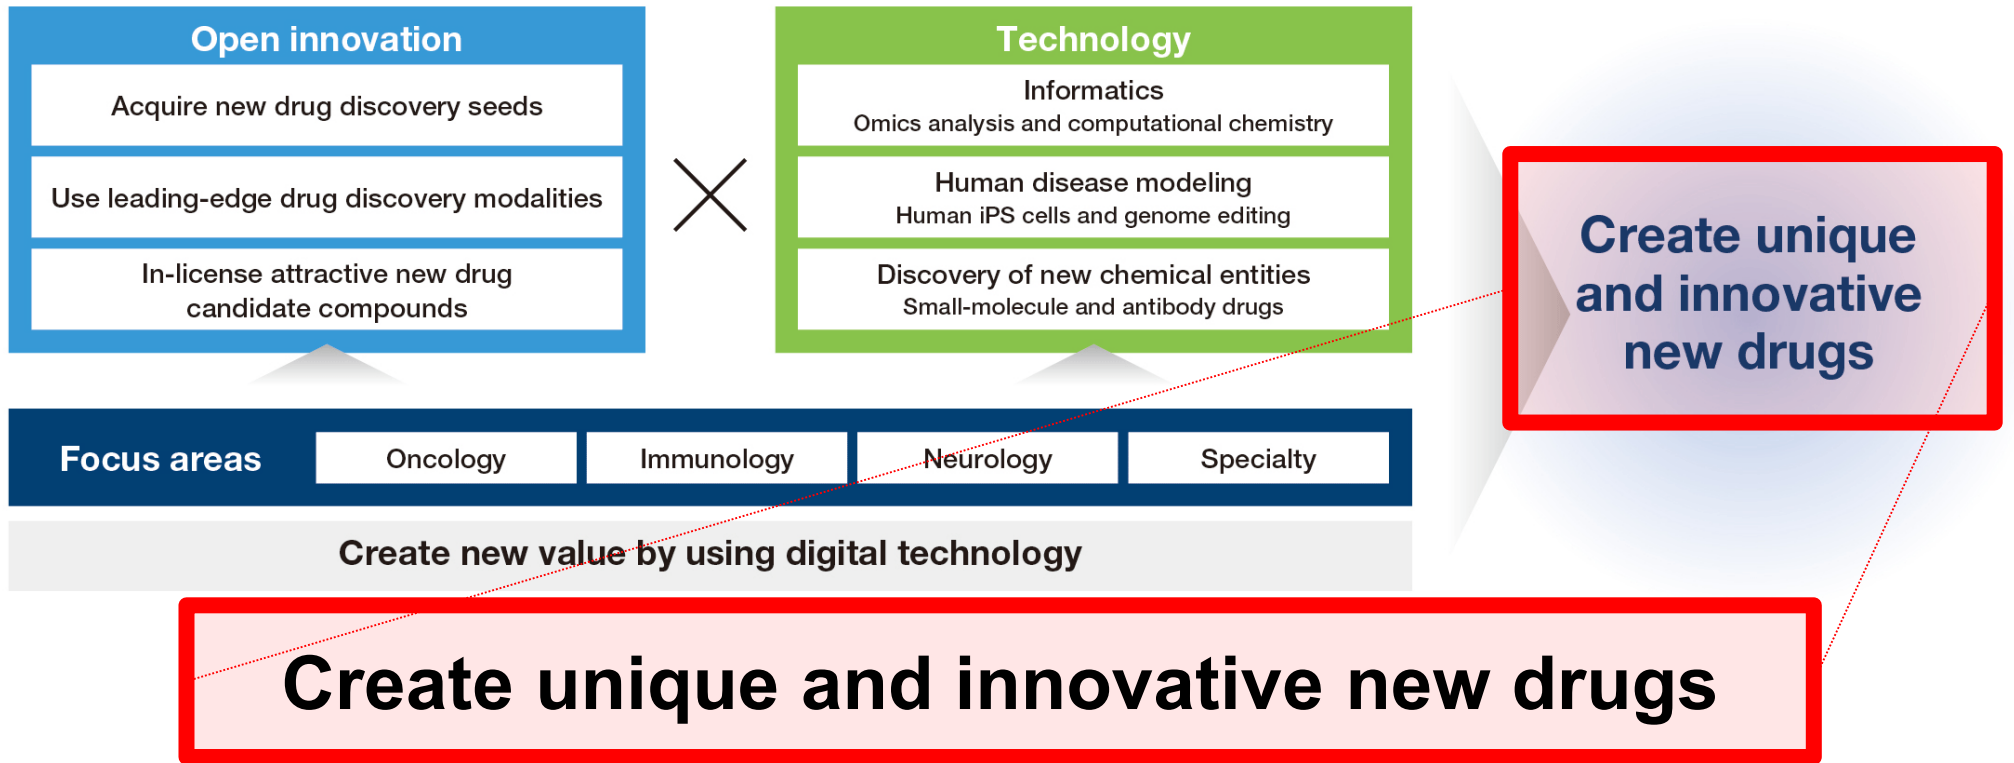 Open innovation
Acquire new drug discovery seeds
Use leading-edge drug discovery modalities
In-license attractive new drug
candidate compounds
Technology
Informatics
Omics analysis and computational chemistry
Human disease modeling
Human iPS cells and genome editing
Discovery of new chemical entities
Small-molecule and antibody drugs
Create unique
and innovative
new drugs
Focus areas
Oncology
Immunology
Neurology
Specialty
Create new value by using digital technology
Create unique and innovative new drugs